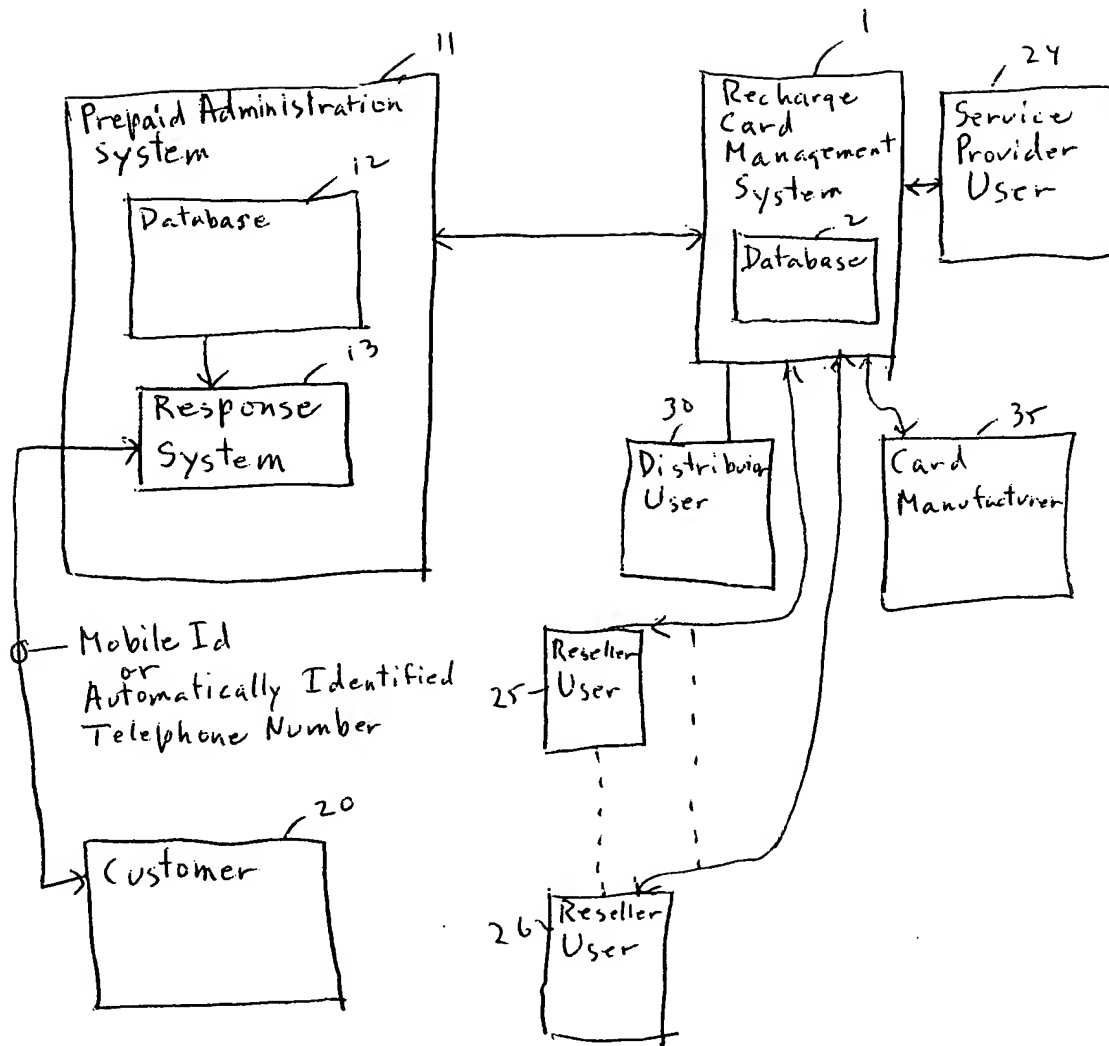 11
Prepaid Administration
System
12
Database
13
Response
System
Mobile Id
or
Automatically Identified
Telephone Number
20
Customer
1
Recharge
Card
Management
System
2
Database
24
Service
Provider
User
30
User
35
Card
Manufacturer
25
Reseller
User
26
Reseller
User